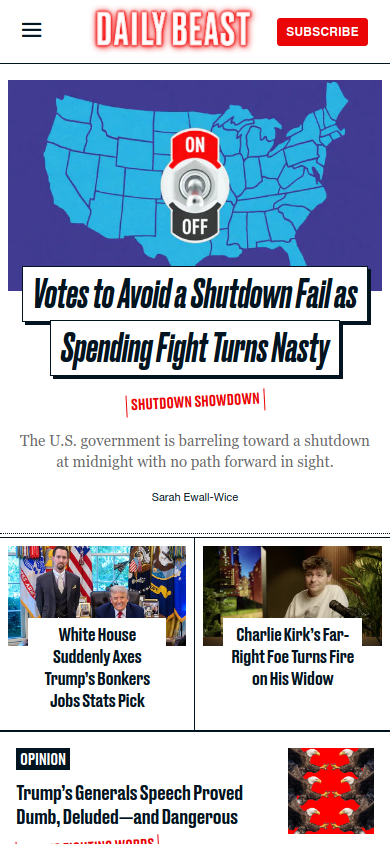 DAILY BEAST
SUBSCRIBE
ON
OFF
Votes to Avoid a Shutdown Fail as
Spending Fight Turns Nasty
SHUTDOWN SHOWDOWN
The U.S. government is barreling toward a shutdown
at midnight with no path forward in sight.
Sarah Ewall-Wice
White House
Suddenly Axes
Trump's Bonkers
Jobs Stats Pick
Charlie Kirk's Far-
Right Foe Turns Fire
on His Widow
OPINION
Trump's Generals Speech Proved
Dumb, Deluded—and Dangerous
FIGHTING WORDS